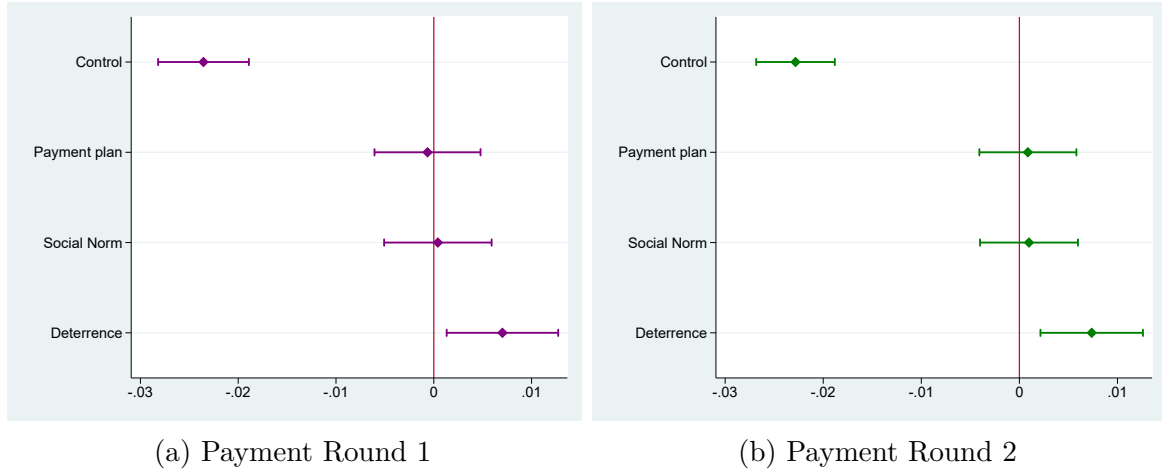 Control
Payment plan
Social Norm
Deterrence
-.03 -.02 -.01 0 .01
(a) Payment Round 1
Control
Payment plan
Social Norm
Deterrence
-.03 -.02 -.01 0 .01
(b) Payment Round 2